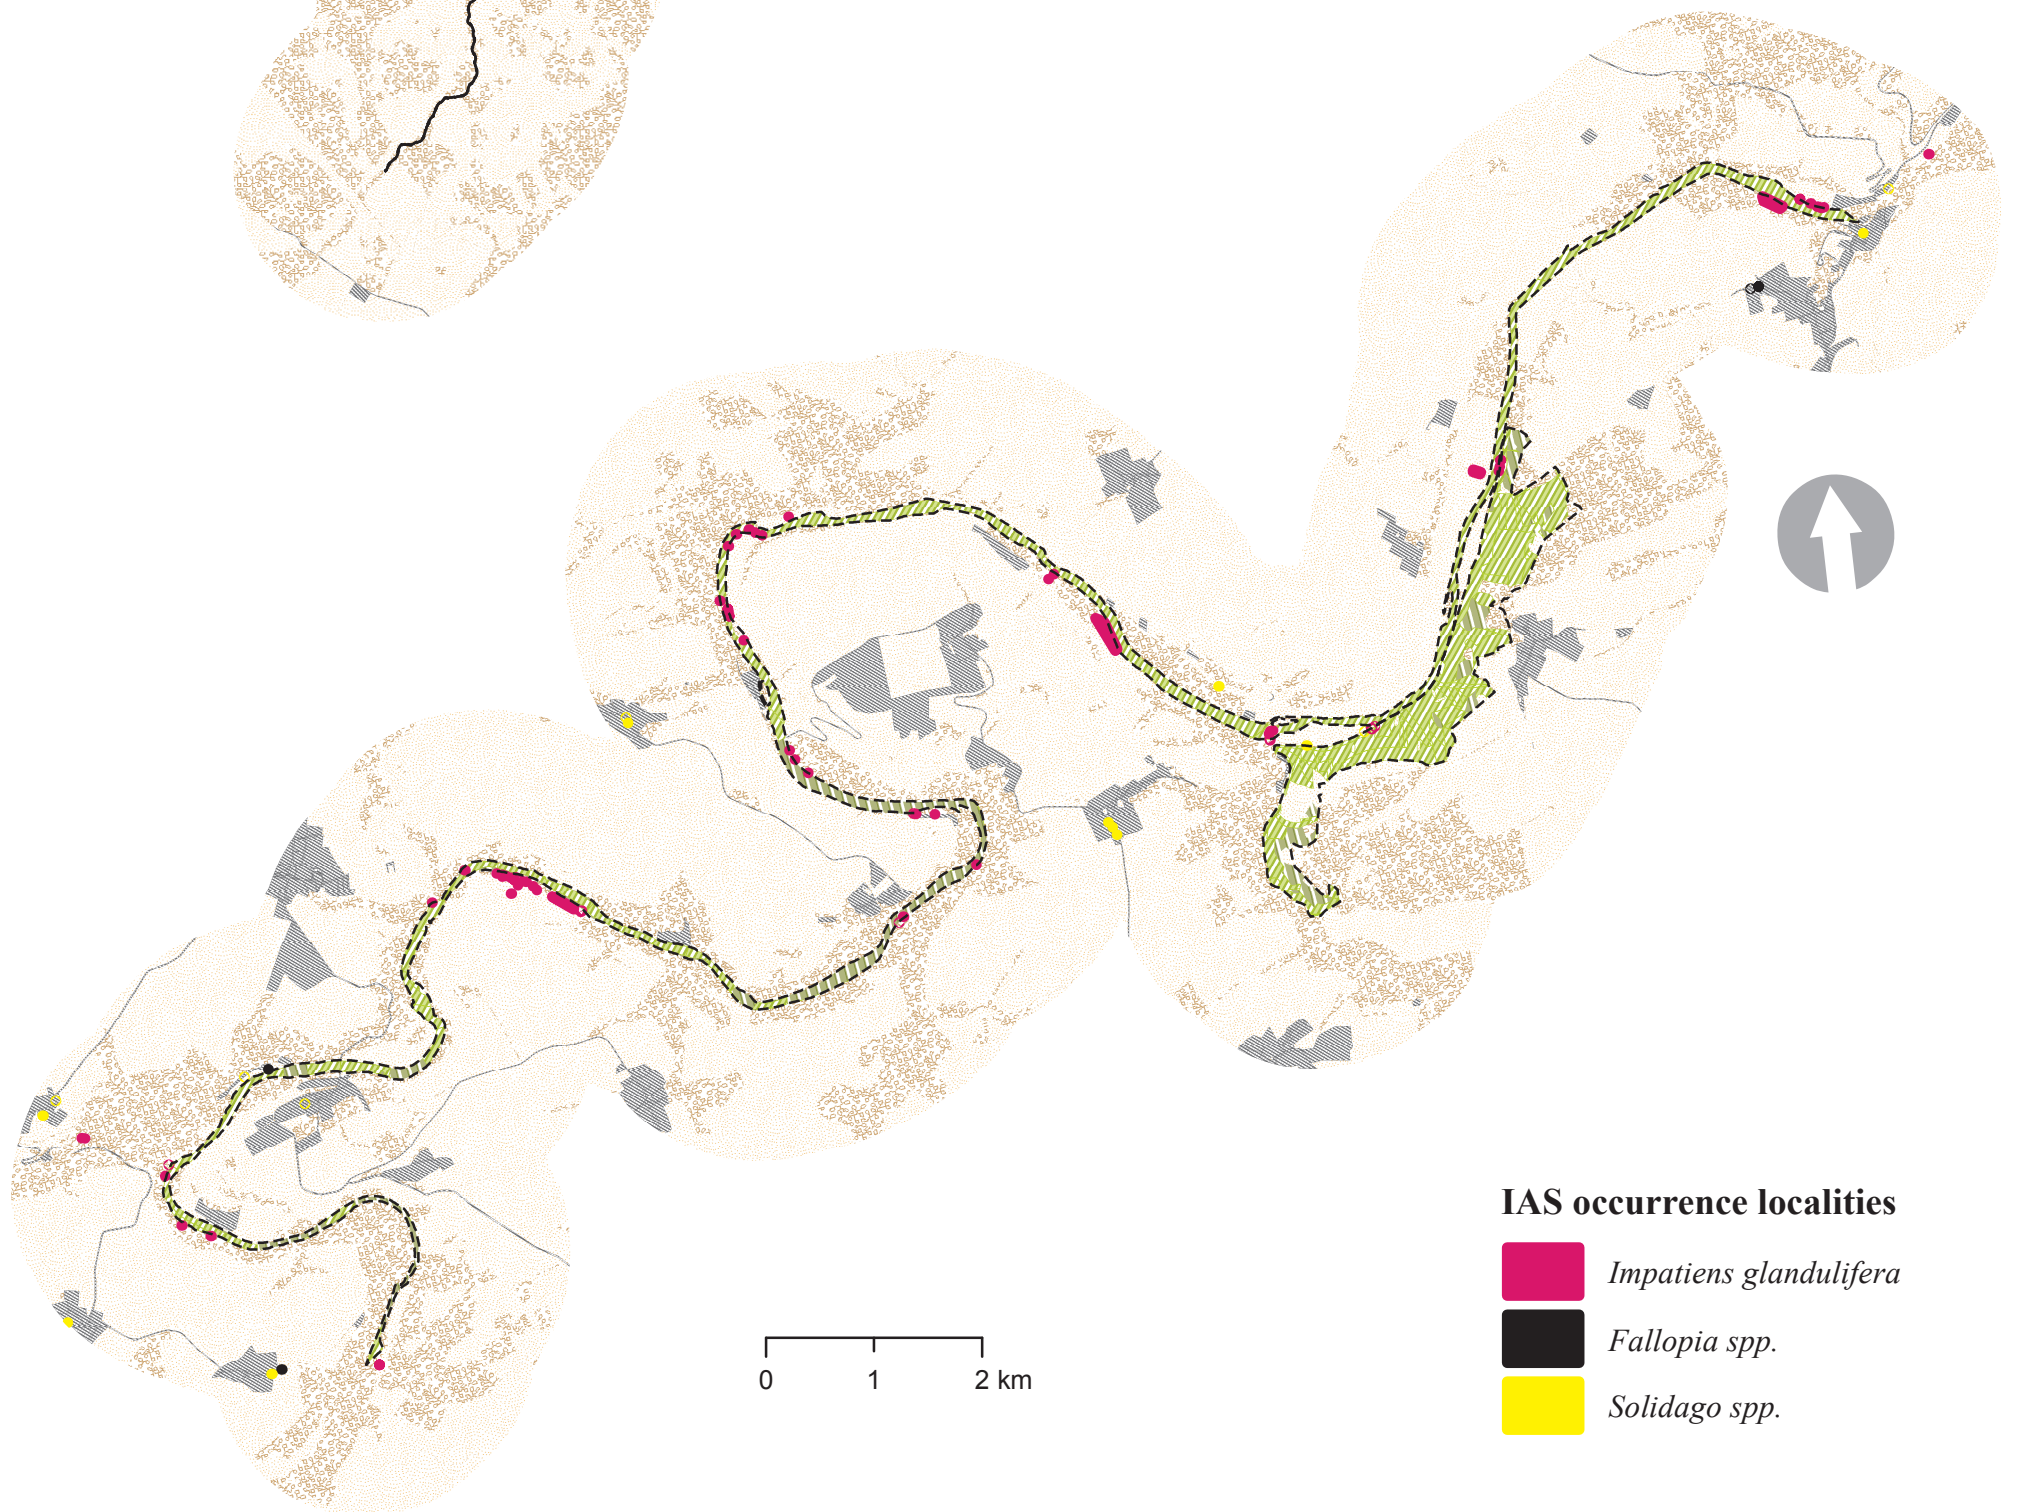 IAS occurrence localities
Impatiens glandulifera
Fallopia spp.
Solidago spp.
0 1 2 km